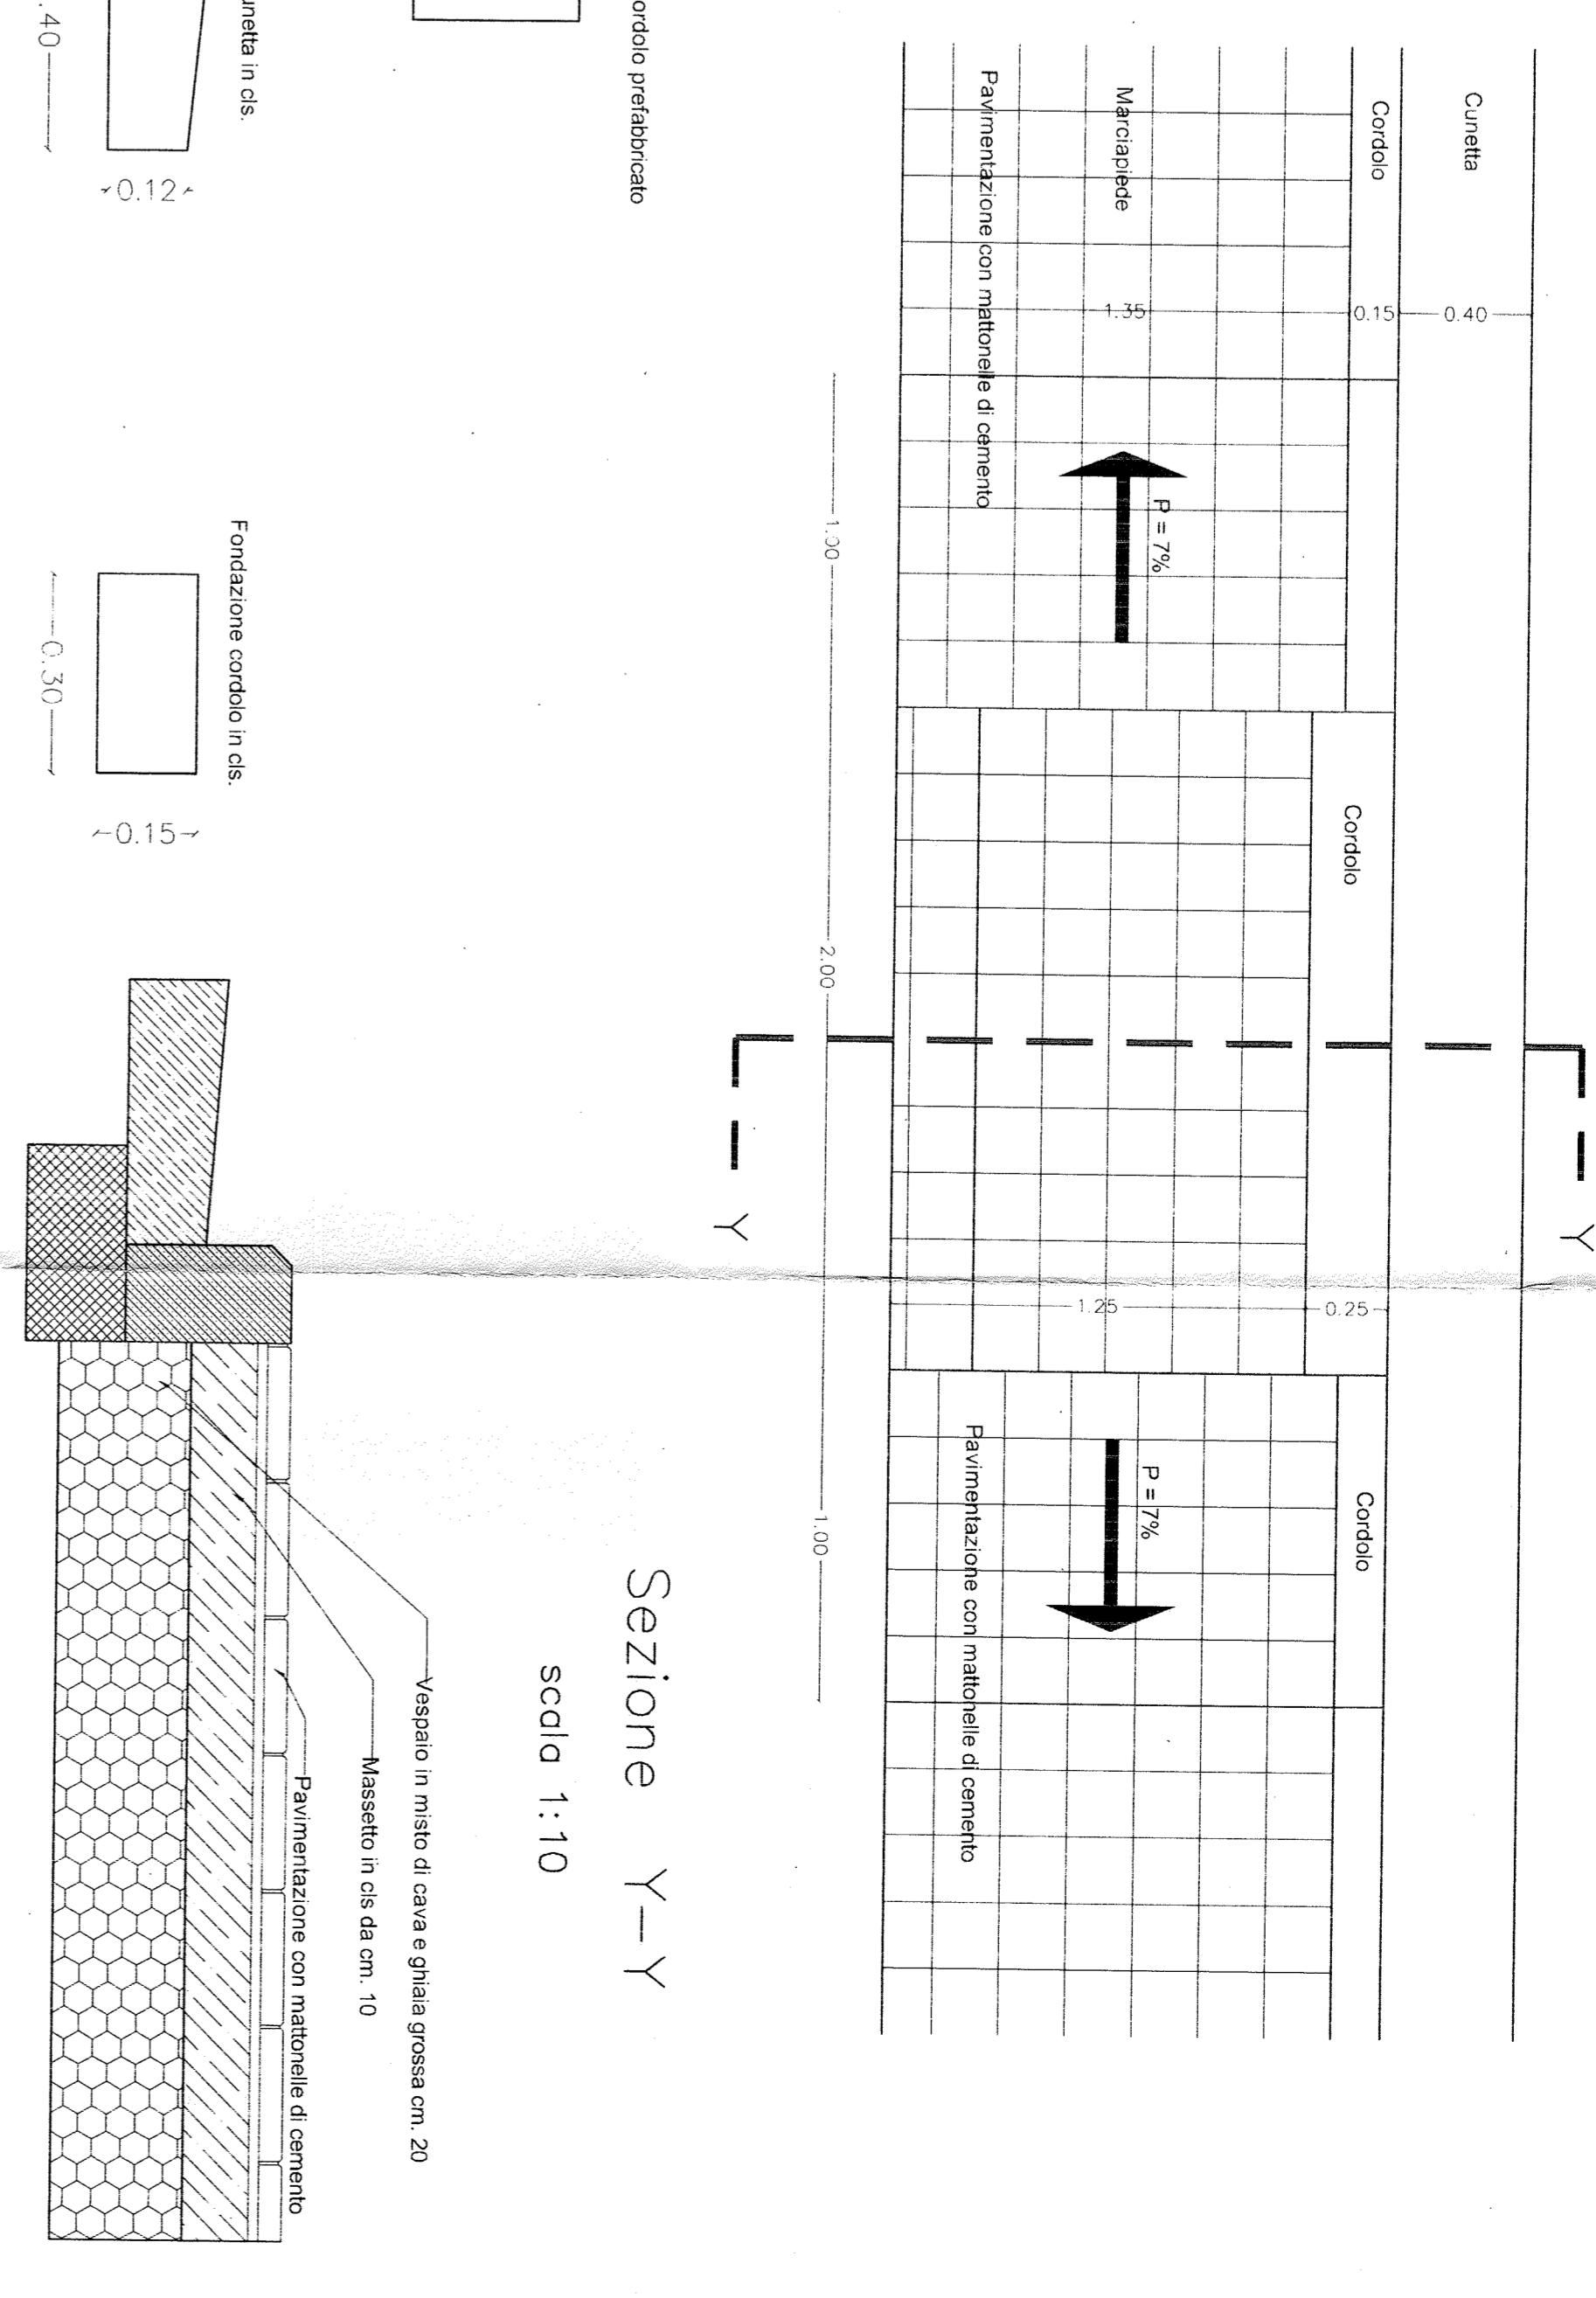 Cunetta
Cordolo
Marciapiede
Pavimentazione con mattonelle di cemento
0.40
0.15
1.35
P = 7%
Cordolo
1.25
0.25
Cordolo
P = 7%
Pavimentazione con mattonelle di cemento
1.00
2.00
1.00
Y
Y
Sezione Y-Y
scala 1:10
ordolo prefabbricato
unetta in cls.
.40
0.12
Fondazione cordolo in cls.
0.30
0.15
Vespaio in misto di cava e ghiaia grossa cm. 20
Massetto in cls da cm. 10
Pavimentazione con mattonelle di cemento